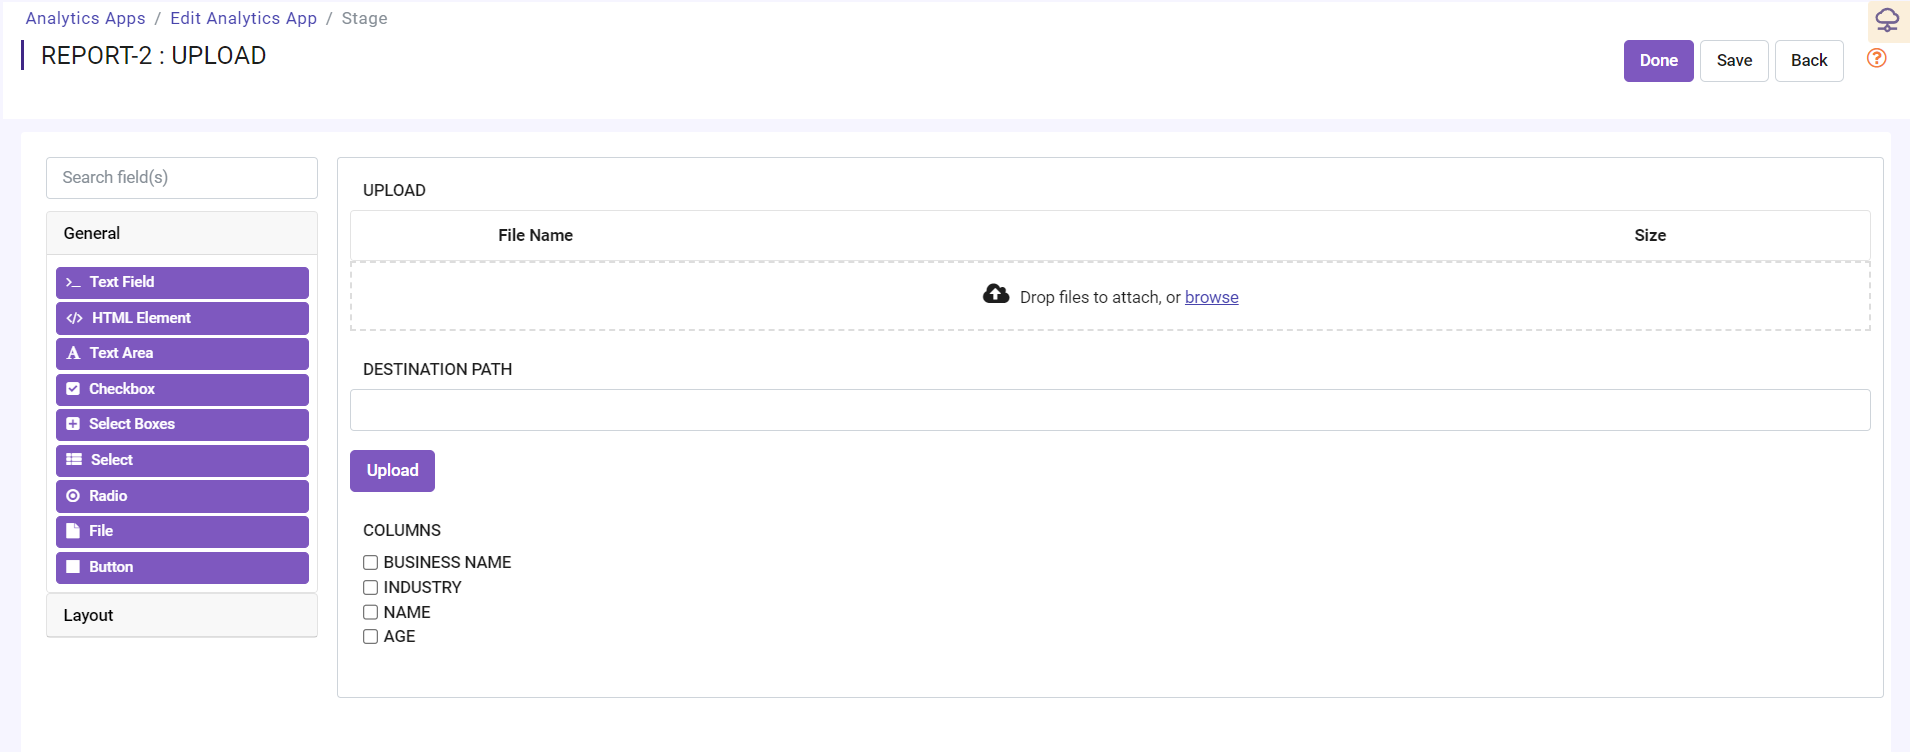 Analytics Apps / Edit Analytics App / Stage
REPORT-2 : UPLOAD
Done Save Back
?
Search field(s)
General
Text Field
HTML Element
Text Area
Checkbox
Select Boxes
Select
Radio
File
Button
Layout
UPLOAD
File Name Size
Drop files to attach, or browse
DESTINATION PATH
Upload
COLUMNS
BUSINESS NAME
INDUSTRY
NAME
AGE